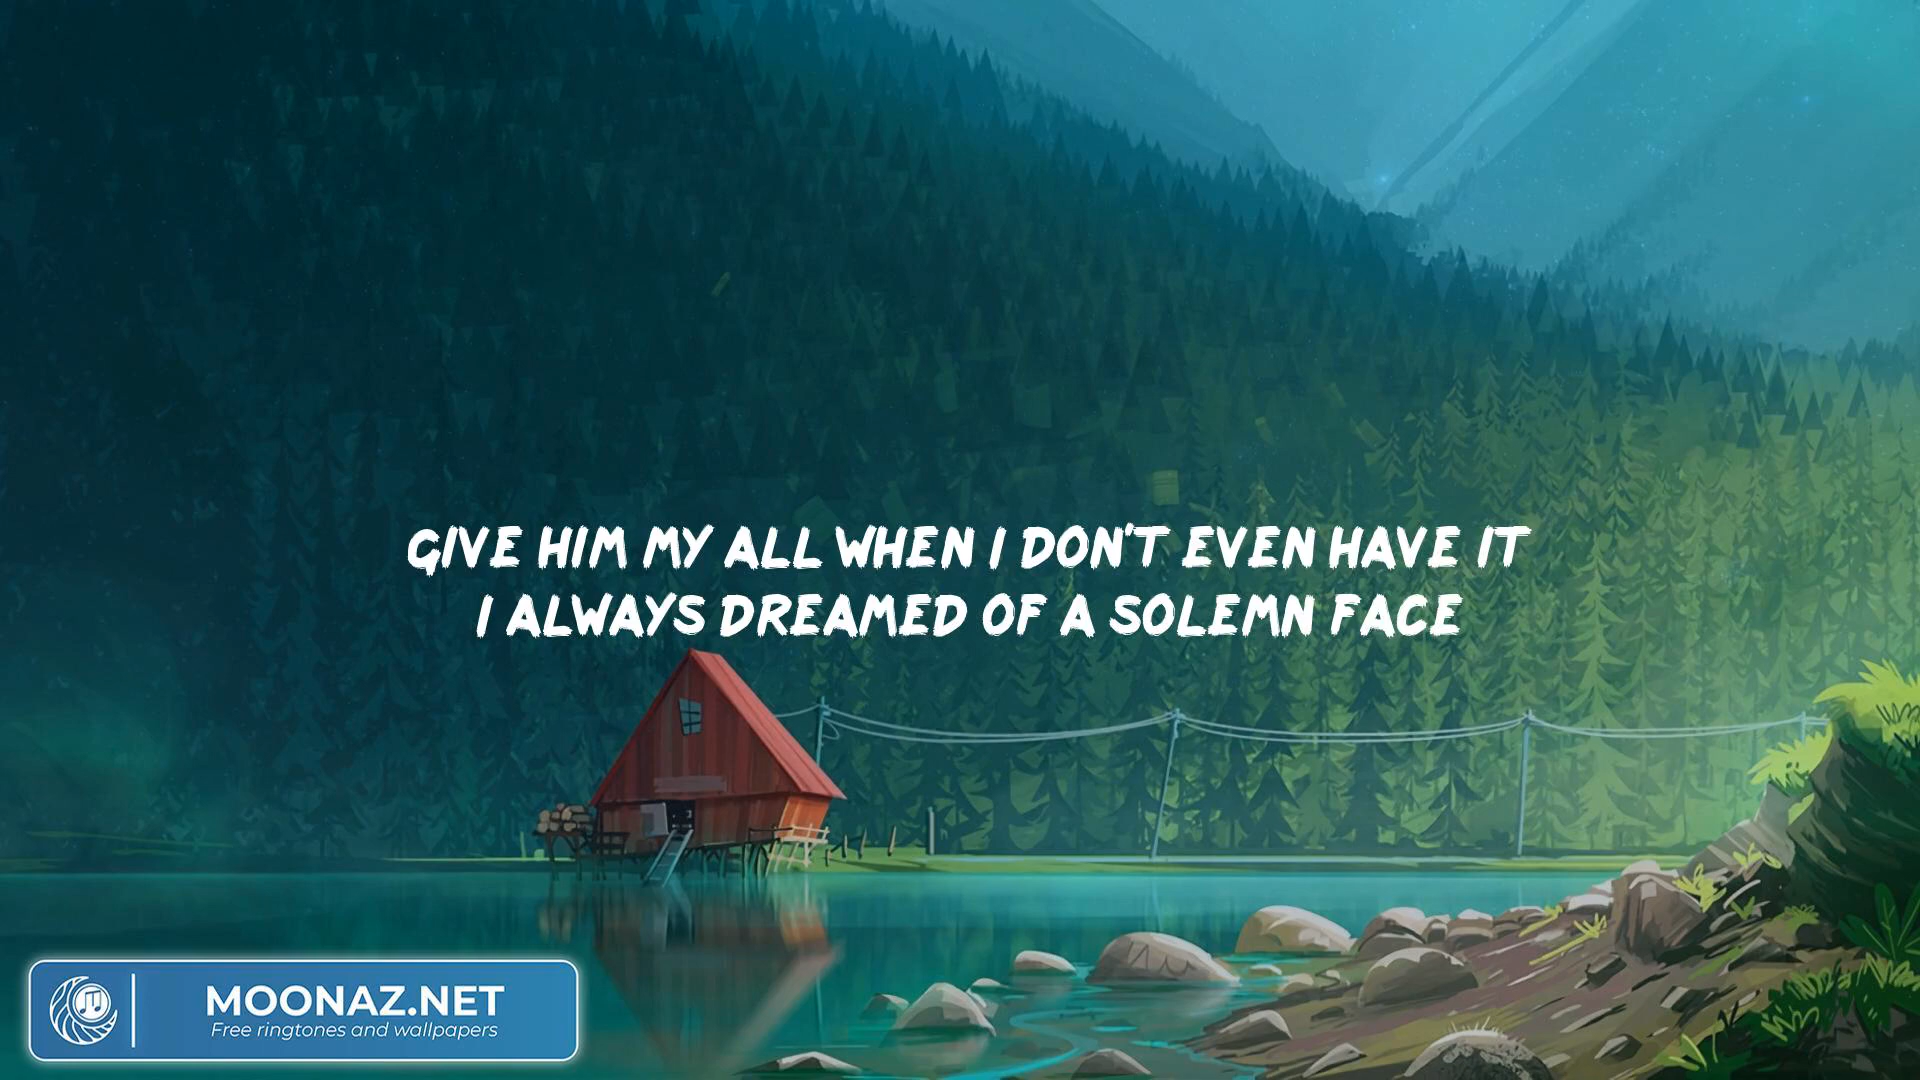 GIVE HIM MY ALL WHEN I DON'T EVEN HAVE IT
I ALWAYS DREAMED OF A SOLEMN FACE
MOONAZ.NET
Free ringtones and wallpapers